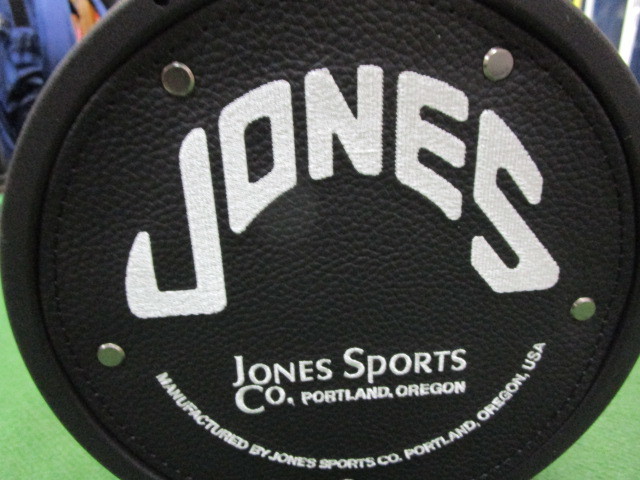 JONES
JONES SPORTS
CO. PORTLAND, OREGON
MANUFACTURED BY JONES SPORTS CO. PORTLAND, OREGON, USA